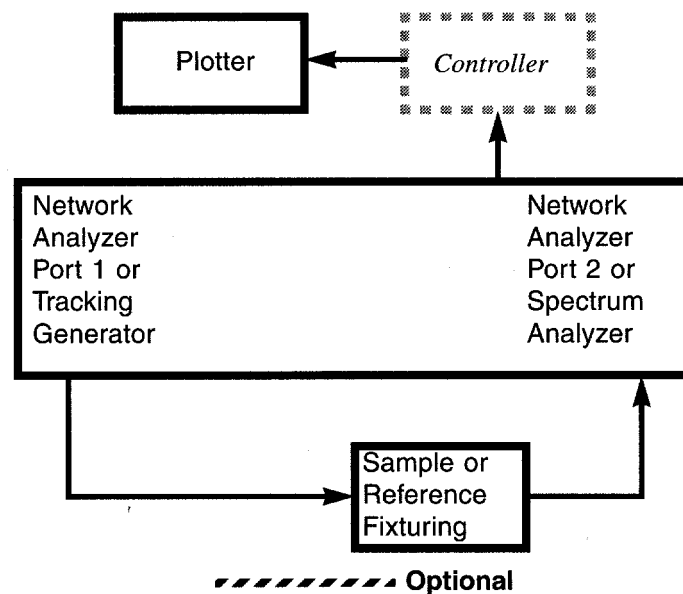 Plotter
Controller
Network
Analyzer
Port 1 or
Tracking
Generator
Network
Analyzer
Port 2 or
Spectrum
Analyzer
Sample or
Reference
Fixturing
Optional